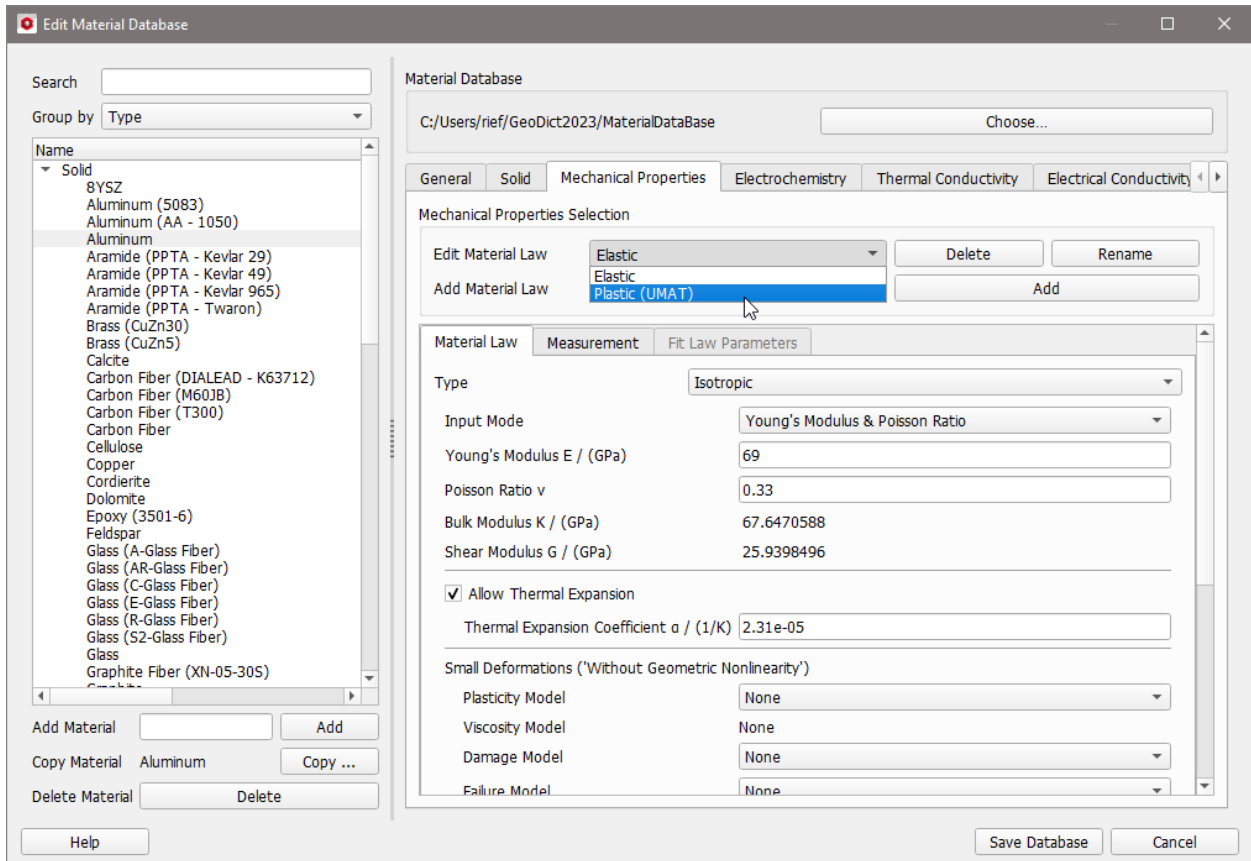 Edit Material Database
Search
Group by Type
Name
Solid
8YSZ
Aluminum (5083)
Aluminum (AA - 1050)
Aluminum
Aramide (PPTA - Kevlar 29)
Aramide (PPTA - Kevlar 49)
Aramide (PPTA - Kevlar 965)
Aramide (PPTA - Twaron)
Brass (CuZn30)
Brass (CuZn5)
Calcite
Carbon Fiber (DIALEAD - K63712)
Carbon Fiber (M60JB)
Carbon Fiber (T300)
Carbon Fiber
Cellulose
Copper
Cordierite
Dolomite
Epoxy (3501-6)
Feldspar
Glass (A-Glass Fiber)
Glass (AR-Glass Fiber)
Glass (C-Glass Fiber)
Glass (E-Glass Fiber)
Glass (R-Glass Fiber)
Glass (S2-Glass Fiber)
Glass
Graphite Fiber (XN-05-30S)
Add Material Add
Copy Material Aluminum Copy ...
Delete Material Delete
Help
Material Database
C:/Users/rief/GeoDict2023/MaterialDataBase Choose...
General Solid Mechanical Properties Electrochemistry Thermal Conductivity Electrical Conductivity
Mechanical Properties Selection
Edit Material Law Elastic Delete Rename
Elastic
Plastic (UMAT)
Add Material Law Add
Material Law Measurement Fit Law Parameters
Type Isotropic
Input Mode Young's Modulus & Poisson Ratio
Young's Modulus E / (GPa) 69
Poisson Ratio ν 0.33
Bulk Modulus K / (GPa) 67.6470588
Shear Modulus G / (GPa) 25.9398496
Allow Thermal Expansion
Thermal Expansion Coefficient α / (1/K) 2.31e-05
Small Deformations ('Without Geometric Nonlinearity')
Plasticity Model None
Viscosity Model None
Damage Model None
Failure Model None
Save Database Cancel